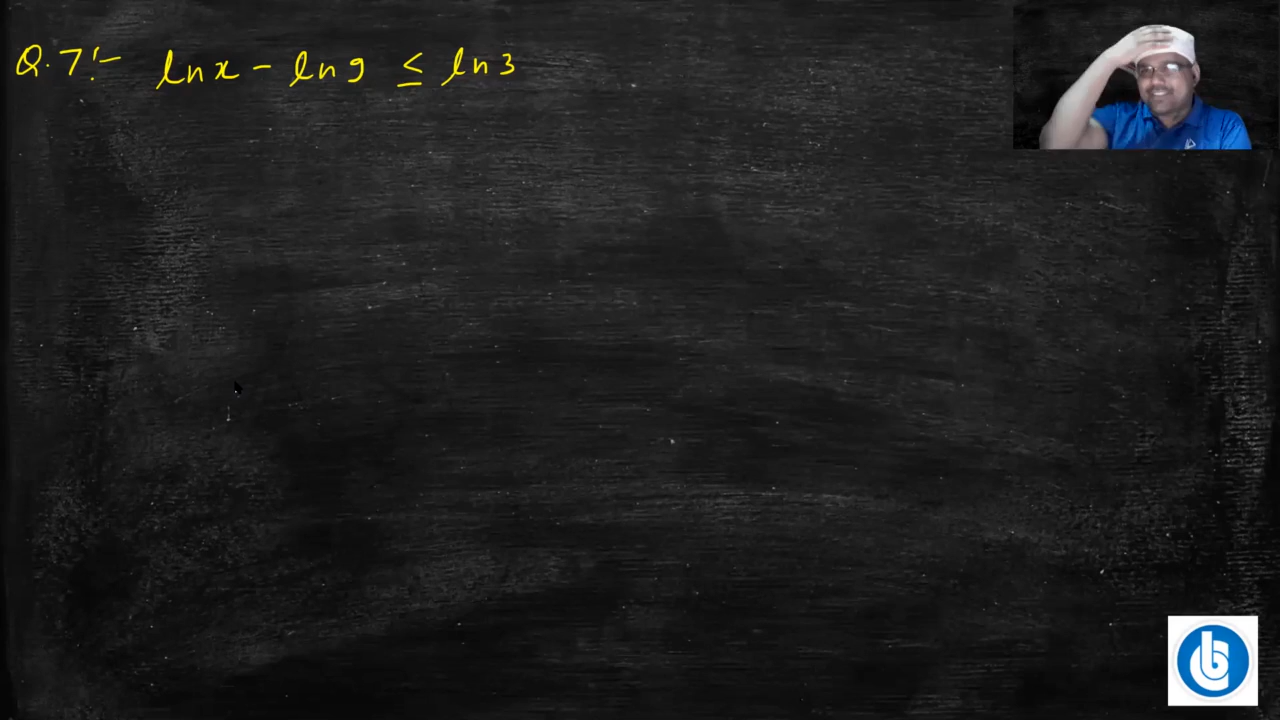 Q.7:- ln x - ln 9 ≤ ln 3